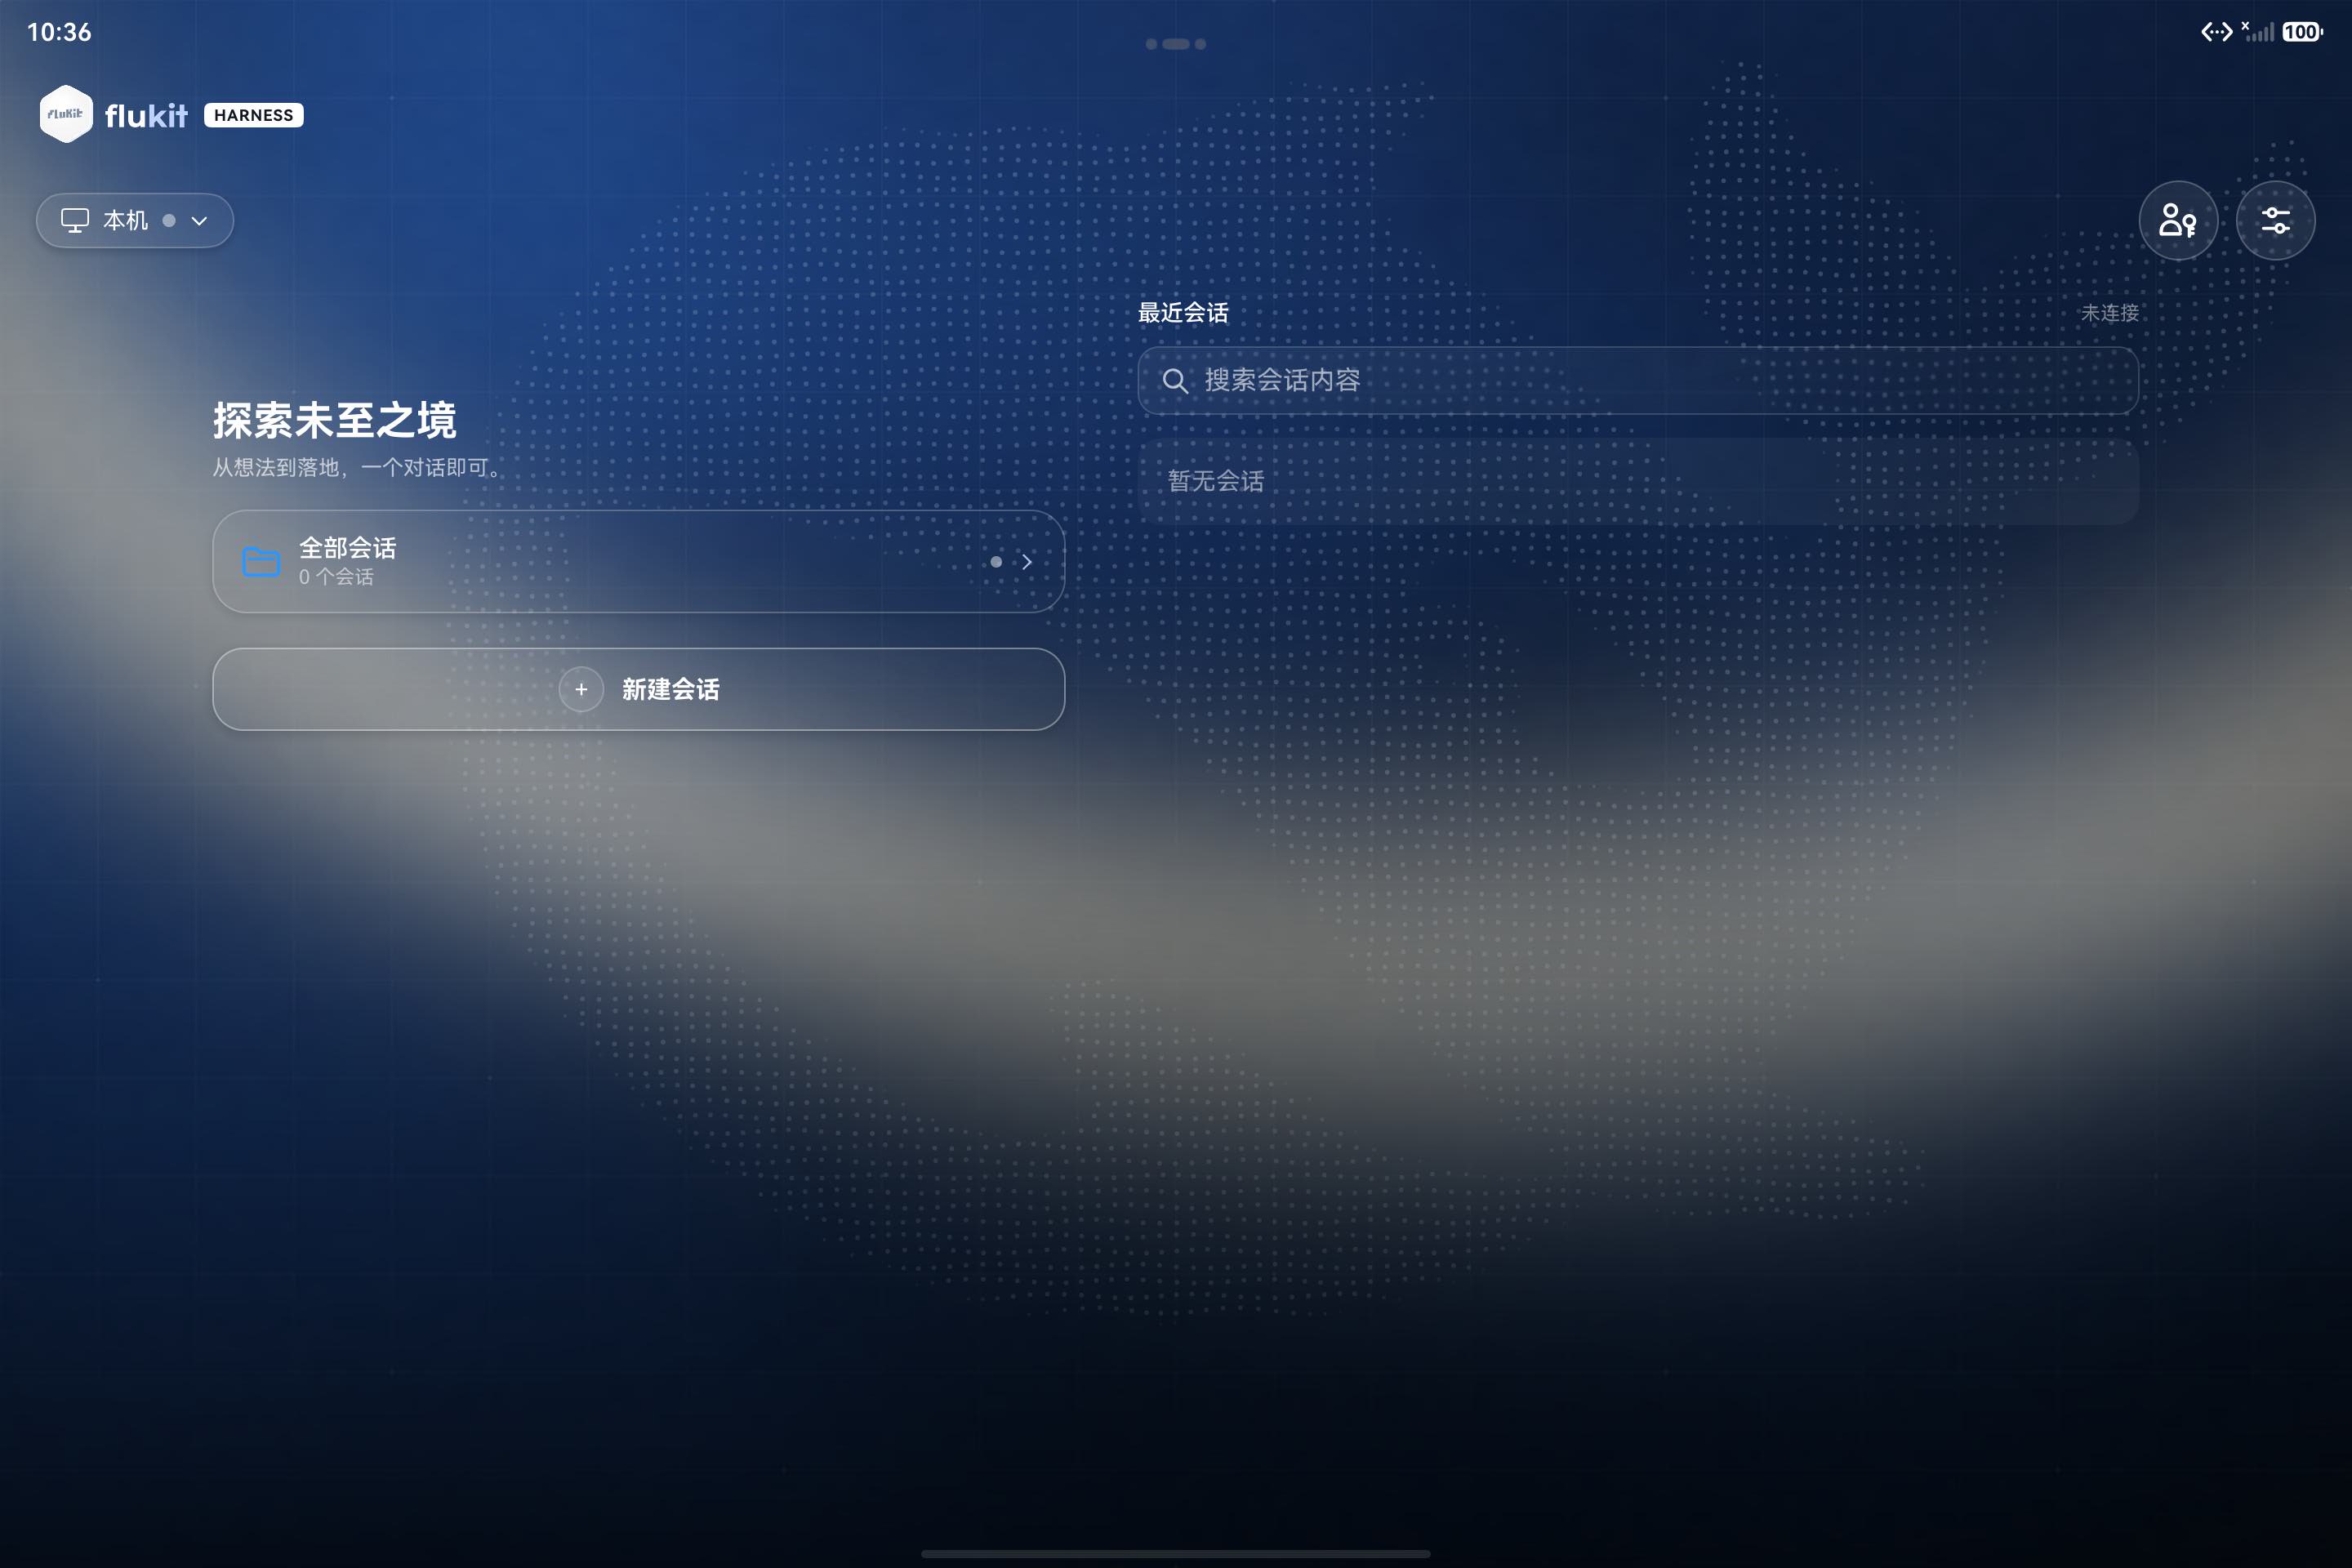 10:36
100
flukit
flukit HARNESS
本机
最近会话
未连接
搜索会话内容
暂无会话
探索未至之境
从想法到落地，一个对话即可。
全部会话
0 个会话
+ 新建会话